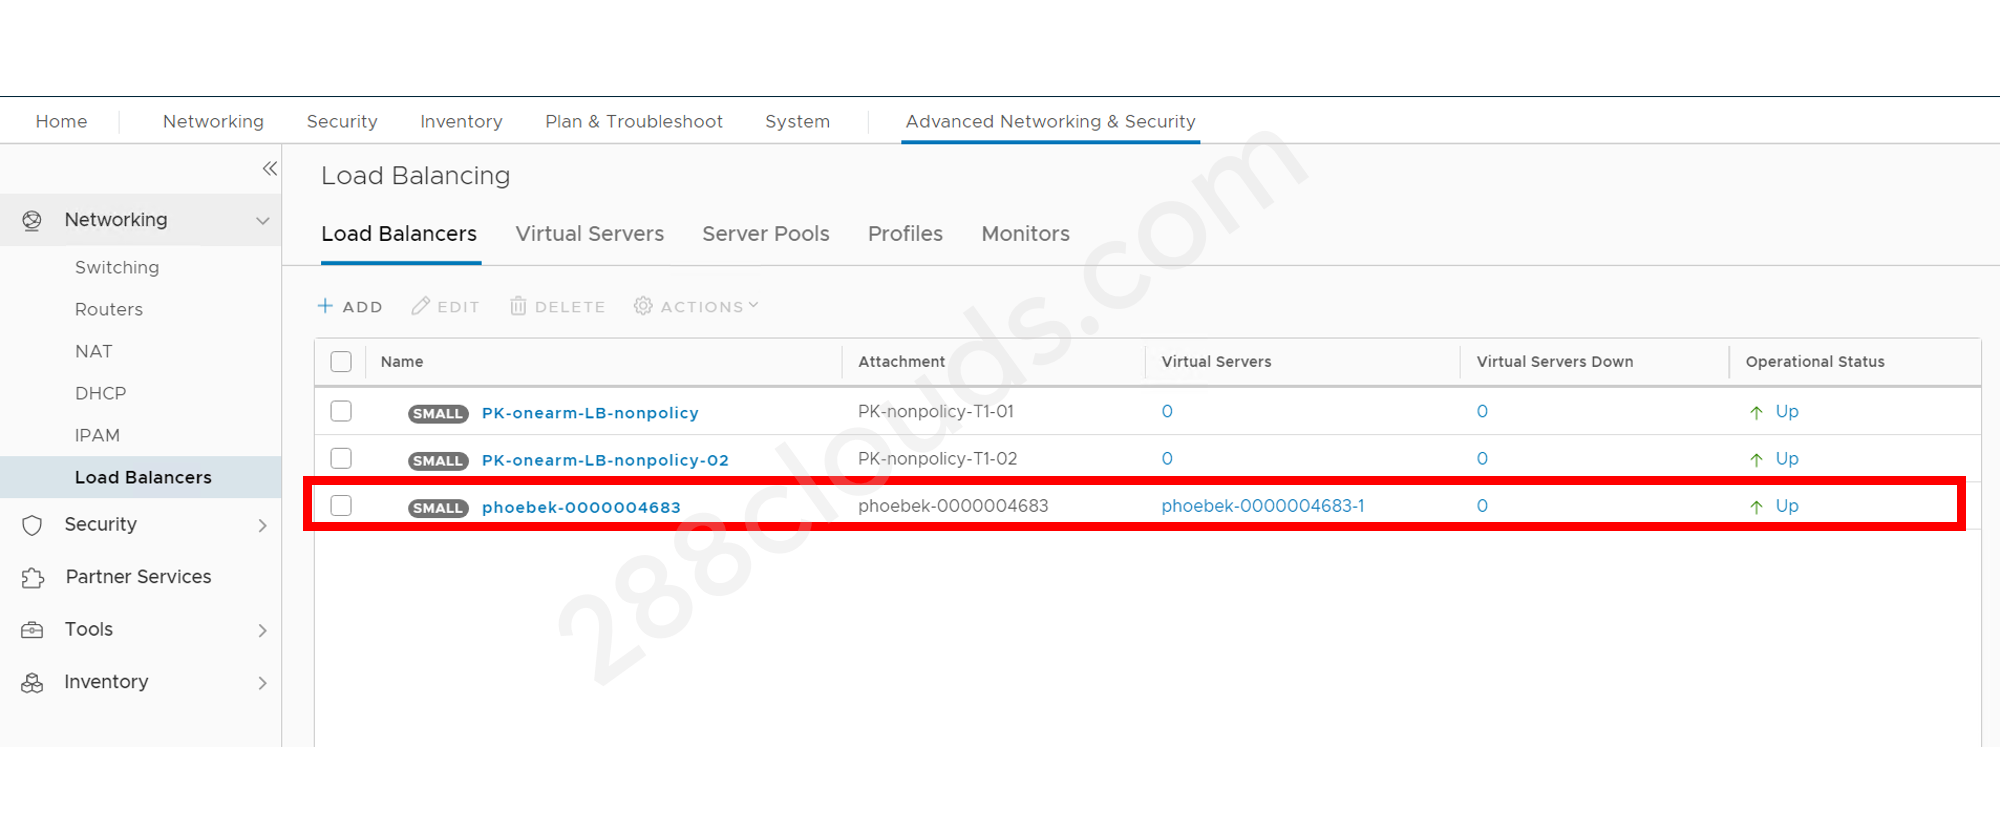 Home Networking Security Inventory Plan & Troubleshoot System Advanced Networking & Security
Load Balancing
Networking
Load Balancers Virtual Servers Server Pools Profiles Monitors
Switching
Routers
ADD EDIT DELETE ACTIONS
NAT
Name Attachment Virtual Servers Virtual Servers Down Operational Status
DHCP
SMALL PK-onearm-LB-nonpolicy PK-nonpolicy-T1-01 0 0 Up
IPAM
SMALL PK-onearm-LB-nonpolicy-02 PK-nonpolicy-T1-02 0 0 Up
Load Balancers
SMALL phoebek-0000004683 phoebek-0000004683 phoebek-0000004683-1 0 Up
Security
Partner Services
Tools
Inventory
288clouds.com